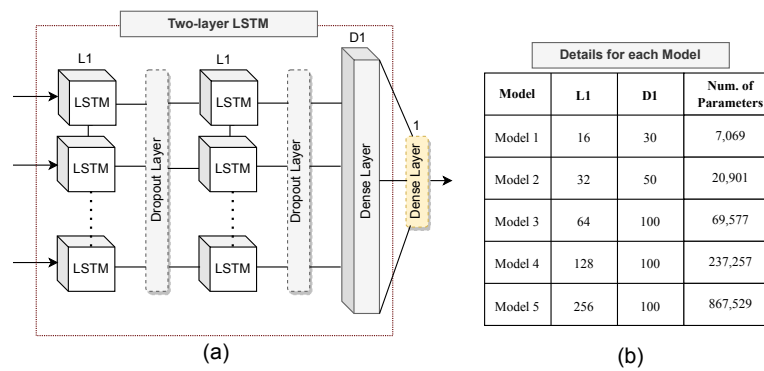 Two-layer LSTM
L1
L1
D1
LSTM
LSTM
LSTM
LSTM
LSTM
LSTM
Dropout Layer
Dropout Layer
Dense Layer
1
Dense Layer
(a)
Details for each Model
Model L1 D1 Num. of
Parameters
Model 1 16 30 7,069
Model 2 32 50 20,901
Model 3 64 100 69,577
Model 4 128 100 237,257
Model 5 256 100 867,529
(b)